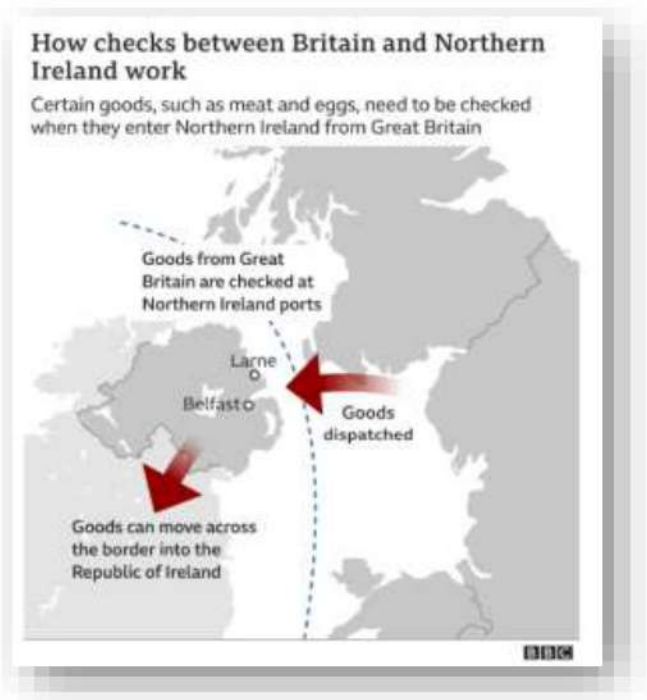 How checks between Britain and Northern
Ireland work
Certain goods, such as meat and eggs, need to be checked
when they enter Northern Ireland from Great Britain
Goods from Great
Britain are checked at
Northern Ireland ports
Larne
Belfast
Goods
dispatched
Goods can move across
the border into the
Republic of Ireland
BBC